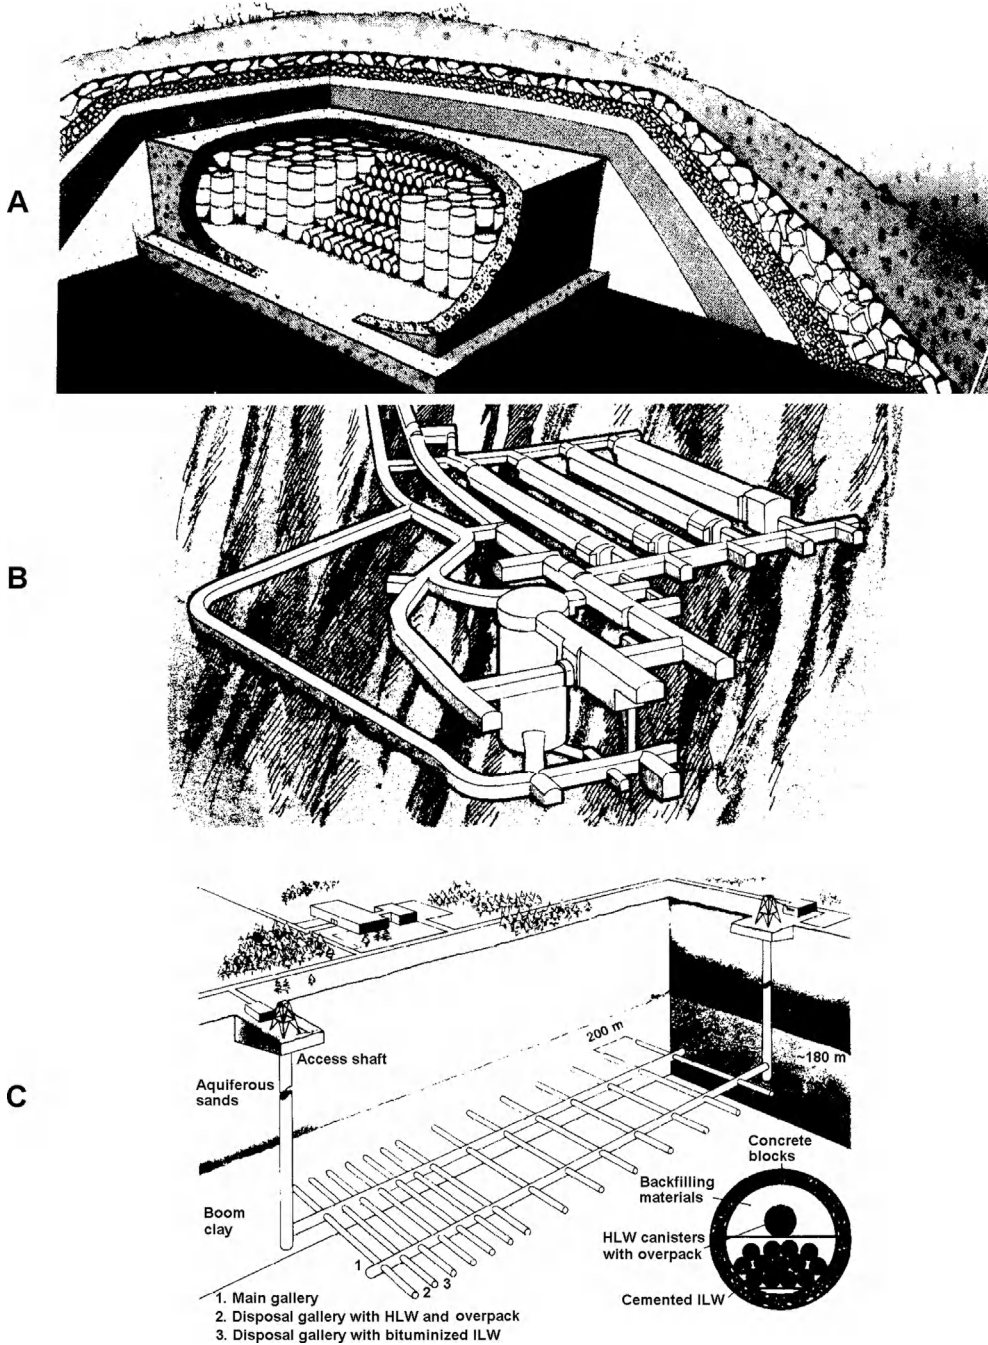 A
B
C
200 m
~180 m
Access shaft
Aquiferous
sands
Boom
clay
Concrete
blocks
Backfilling
materials
HLW canisters
with overpack
Cemented ILW
1
2
3
1. Main gallery
2. Disposal gallery with HLW and overpack
3. Disposal gallery with bituminized ILW